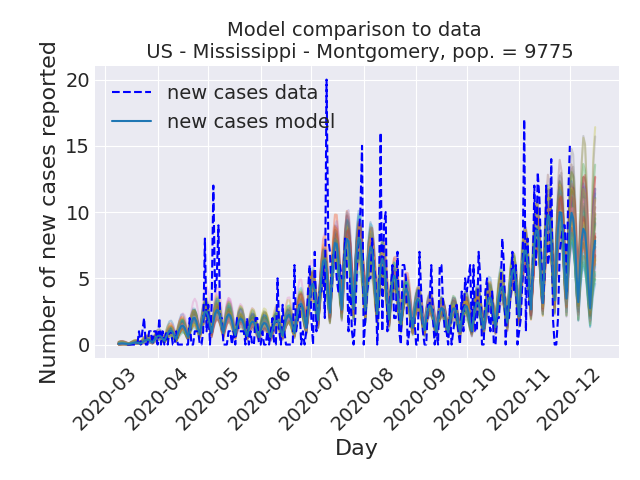 Model comparison to data
US - Mississippi - Montgomery, pop. = 9775
Number of new cases reported
20
15
10
5
0
new cases data
new cases model
2020-03
2020-04
2020-05
2020-06
2020-07
2020-08
2020-09
2020-10
2020-11
2020-12
Day